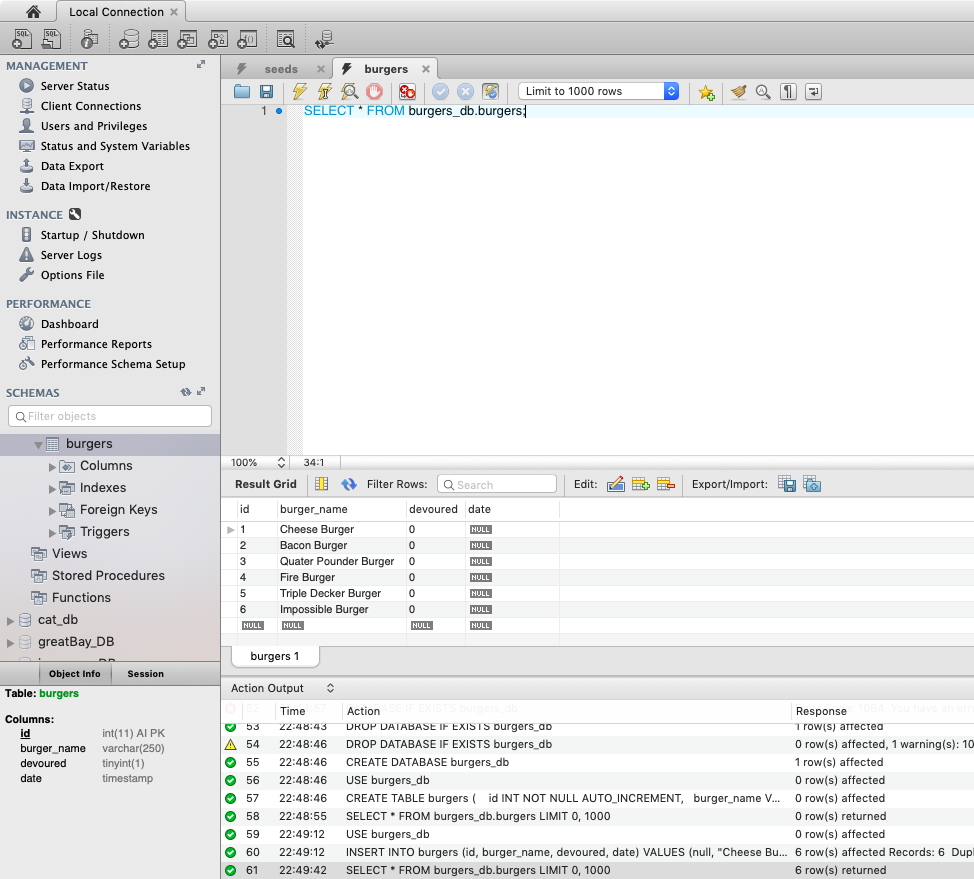 Local Connection
SQL SQL
MANAGEMENT
Server Status
Client Connections
Users and Privileges
Status and System Variables
Data Export
Data Import/Restore
INSTANCE
Startup / Shutdown
Server Logs
Options File
PERFORMANCE
Dashboard
Performance Reports
Performance Schema Setup
SCHEMAS
Filter objects
burgers
Columns
Indexes
Foreign Keys
Triggers
Views
Stored Procedures
Functions
cat_db
greatBay_DB
Object Info Session
Table: burgers
Columns:
id int(11) AI PK
burger_name varchar(250)
devoured tinyint(1)
date timestamp
seeds burgers
Limit to 1000 rows
1 SELECT * FROM burgers_db.burgers;
100% 34:1
Result Grid Filter Rows: Search Edit: Export/Import:
id burger_name devoured date
1 Cheese Burger 0 NULL
2 Bacon Burger 0 NULL
3 Quater Pounder Burger 0 NULL
4 Fire Burger 0 NULL
5 Triple Decker Burger 0 NULL
6 Impossible Burger 0 NULL
NULL NULL NULL NULL
burgers 1
Action Output
Time Action Response
53 22:48:43 DROP DATABASE IF EXISTS burgers_db 1 row(s) affected
54 22:48:46 DROP DATABASE IF EXISTS burgers_db 0 row(s) affected, 1 warning(s): 10
55 22:48:46 CREATE DATABASE burgers_db 1 row(s) affected
56 22:48:46 USE burgers_db 0 row(s) affected
57 22:48:46 CREATE TABLE burgers ( id INT NOT NULL AUTO_INCREMENT, burger_name V... 0 row(s) affected
58 22:48:55 SELECT * FROM burgers_db.burgers LIMIT 0, 1000 0 row(s) returned
59 22:49:12 USE burgers_db 0 row(s) affected
60 22:49:12 INSERT INTO burgers (id, burger_name, devoured, date) VALUES (null, "Cheese Bu... 6 row(s) affected Records: 6 Dupl
61 22:49:42 SELECT * FROM burgers_db.burgers LIMIT 0, 1000 6 row(s) returned